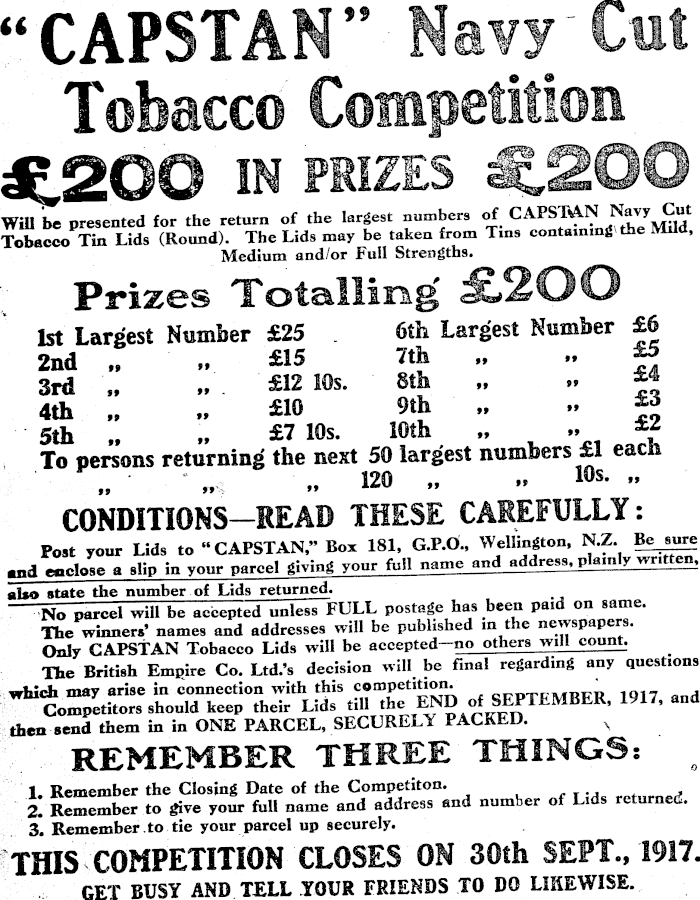 "CAPSTAN" Navy Cut
Tobacco Competition
£200 IN PRIZES £200
Will be presented for the return of the largest numbers of CAPSTAN Navy Cut
Tobacco Tin Lids (Round). The Lids may be taken from Tins containing the Mild,
Medium and/or Full Strengths.
Prizes Totalling £200
1st Largest Number £25 6th Largest Number £6
2nd „ „ £15 7th „ „ £5
3rd „ „ £12 10s. 8th „ „ £4
4th „ „ £10 9th „ „ £3
5th „ „ £7 10s. 10th „ „ £2
To persons returning the next 50 largest numbers £1 each
„ „ „ 120 „ „ 10s. „
CONDITIONS—READ THESE CAREFULLY:
Post your Lids to "CAPSTAN," Box 181, G.P.O., Wellington, N.Z. Be sure
and enclose a slip in your parcel giving your full name and address, plainly written,
also state the number of Lids returned.
No parcel will be accepted unless FULL postage has been paid on same.
The winners' names and addresses will be published in the newspapers.
Only CAPSTAN Tobacco Lids will be accepted—no others will count.
The British Empire Co. Ltd.'s decision will be final regarding any questions
which may arise in connection with this competition.
Competitors should keep their Lids till the END of SEPTEMBER, 1917, and
then send them in in ONE PARCEL, SECURELY PACKED.
REMEMBER THREE THINGS:
1. Remember the Closing Date of the Competiton.
2. Remember to give your full name and address and number of Lids returned.
3. Remember to tie your parcel up securely.
THIS COMPETITION CLOSES ON 30th SEPT., 1917.
GET BUSY AND TELL YOUR FRIENDS TO DO LIKEWISE.